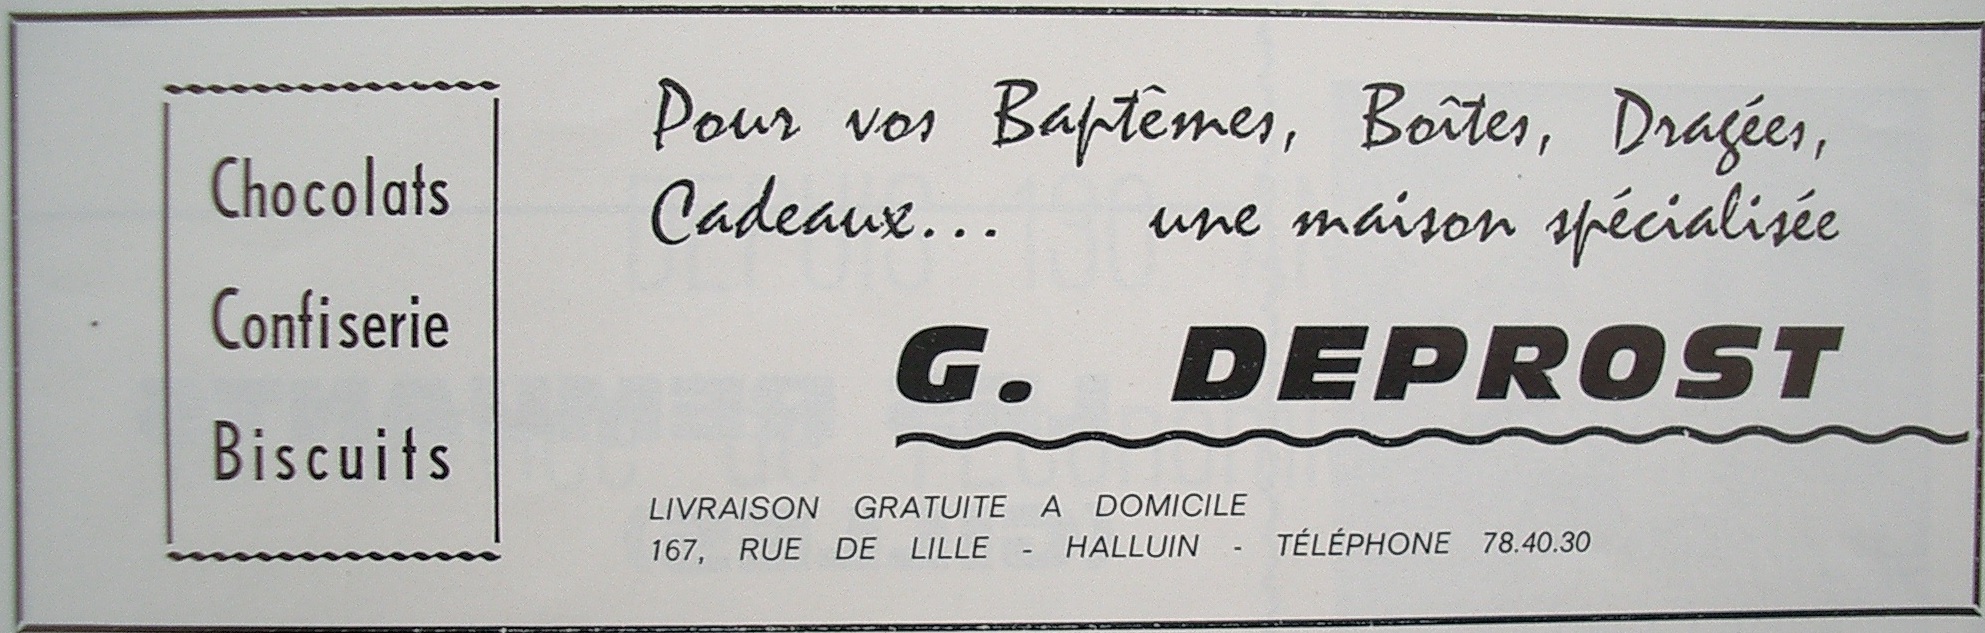 Chocolats
Confiserie
Biscuits
Pour vos Baptêmes, Boîtes, Dragées,
Cadeaux... une maison spécialisée
G. DEPROST
LIVRAISON GRATUITE A DOMICILE
167, RUE DE LILLE - HALLUIN - TÉLÉPHONE 78.40.30